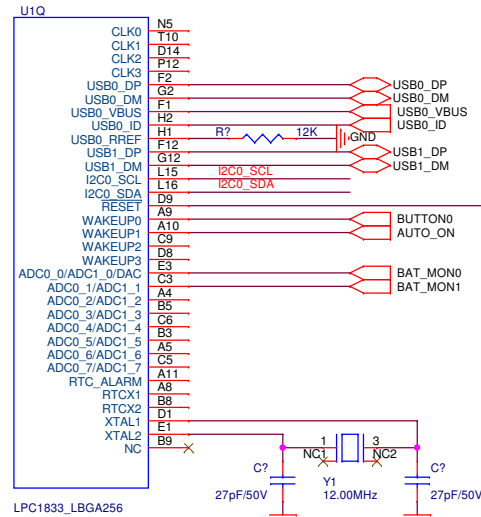 U1Q
CLK0 N5
CLK1 T10
CLK2 D14
CLK3 P12
USB0_DP F2 USB0_DP
USB0_DM G2 USB0_DM
USB0_VBUS F1 USB0_VBUS
USB0_ID H2 USB0_ID
USB0_RREF H1 R? 12K GND
USB1_DP F12 USB1_DP
USB1_DM G12 USB1_DM
I2C0_SCL L15 I2C0_SCL
I2C0_SDA L16 I2C0_SDA
RESET D9
WAKEUP0 A9 BUTTON0
WAKEUP1 A10 AUTO_ON
WAKEUP2 C9
WAKEUP3 D8
ADC0_0/ADC1_0/DAC E3 BAT_MON0
ADC0_1/ADC1_1 C3 BAT_MON1
ADC0_2/ADC1_2 A4
ADC0_3/ADC1_3 B5
ADC0_4/ADC1_4 C6
ADC0_5/ADC1_5 B3
ADC0_6/ADC1_6 A5
ADC0_7/ADC1_7 C5
RTC_ALARM A11
RTCX1 A8
RTCX2 B8
XTAL1 D1
XTAL2 E1
NC B9
1 3
NC1 NC2
C? Y1 C?
27pF/50V 12.00MHz 27pF/50V
LPC1833_LBGA256